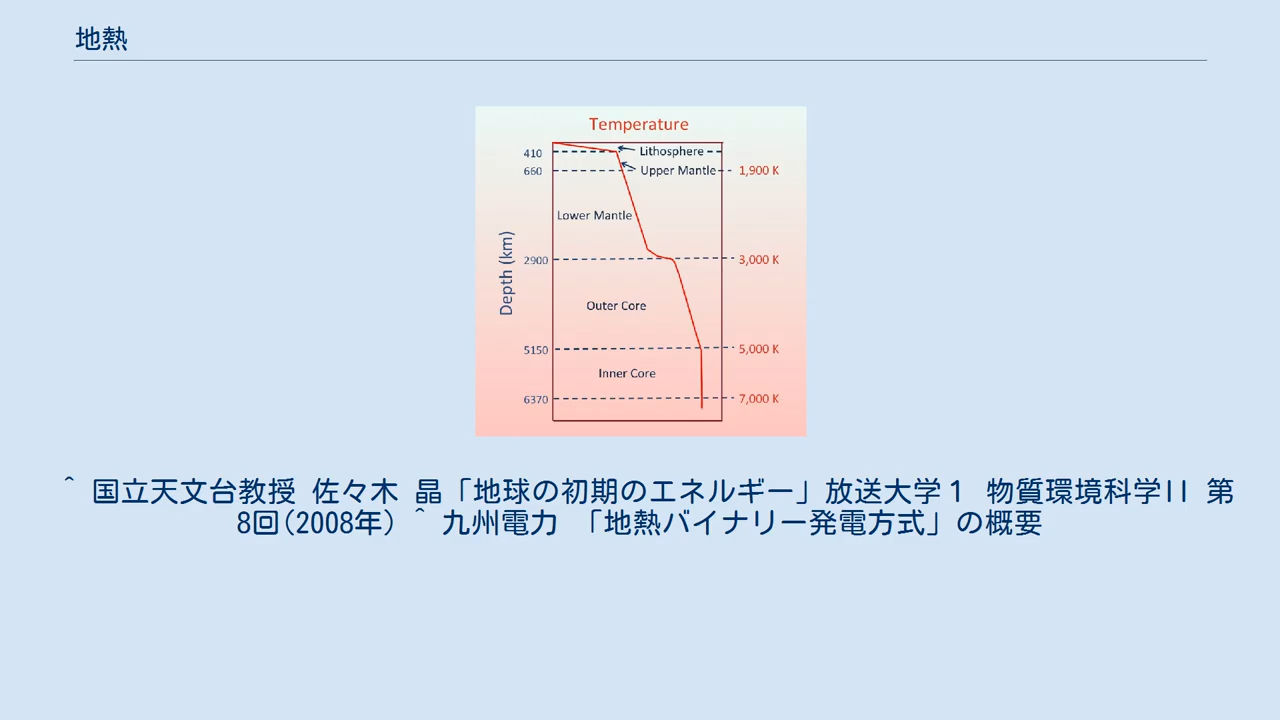 地熱
Temperature
410
Lithosphere
660
Upper Mantle
1,900 K
Lower Mantle
Depth (km)
2900
3,000 K
Outer Core
5150
5,000 K
Inner Core
6370
7,000 K
^ 国立天文台教授 佐々木 晶「地球の初期のエネルギー」放送大学１ 物質環境科学II 第
8回(2008年) ^ 九州電力 「地熱バイナリー発電方式」の概要